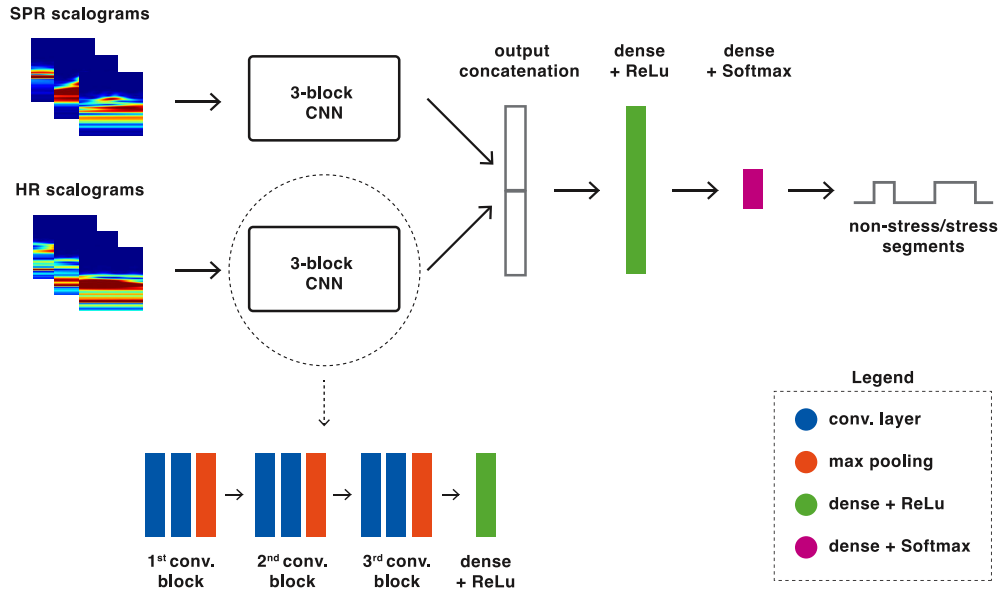 SPR scalograms
3-block
CNN
output
concatenation
dense
+ ReLu
dense
+ Softmax
HR scalograms
3-block
CNN
non-stress/stress
segments
1st conv.
block
2nd conv.
block
3rd conv.
block
dense
+ ReLu
Legend
conv. layer
max pooling
dense + ReLu
dense + Softmax